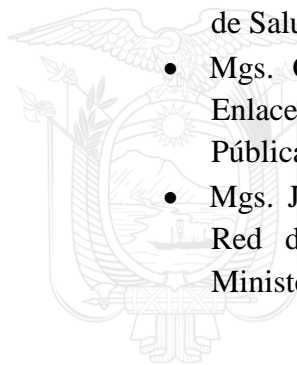 de Salu
• Mgs.
Enlace
Pública
• Mgs. J
Red d
Ministe